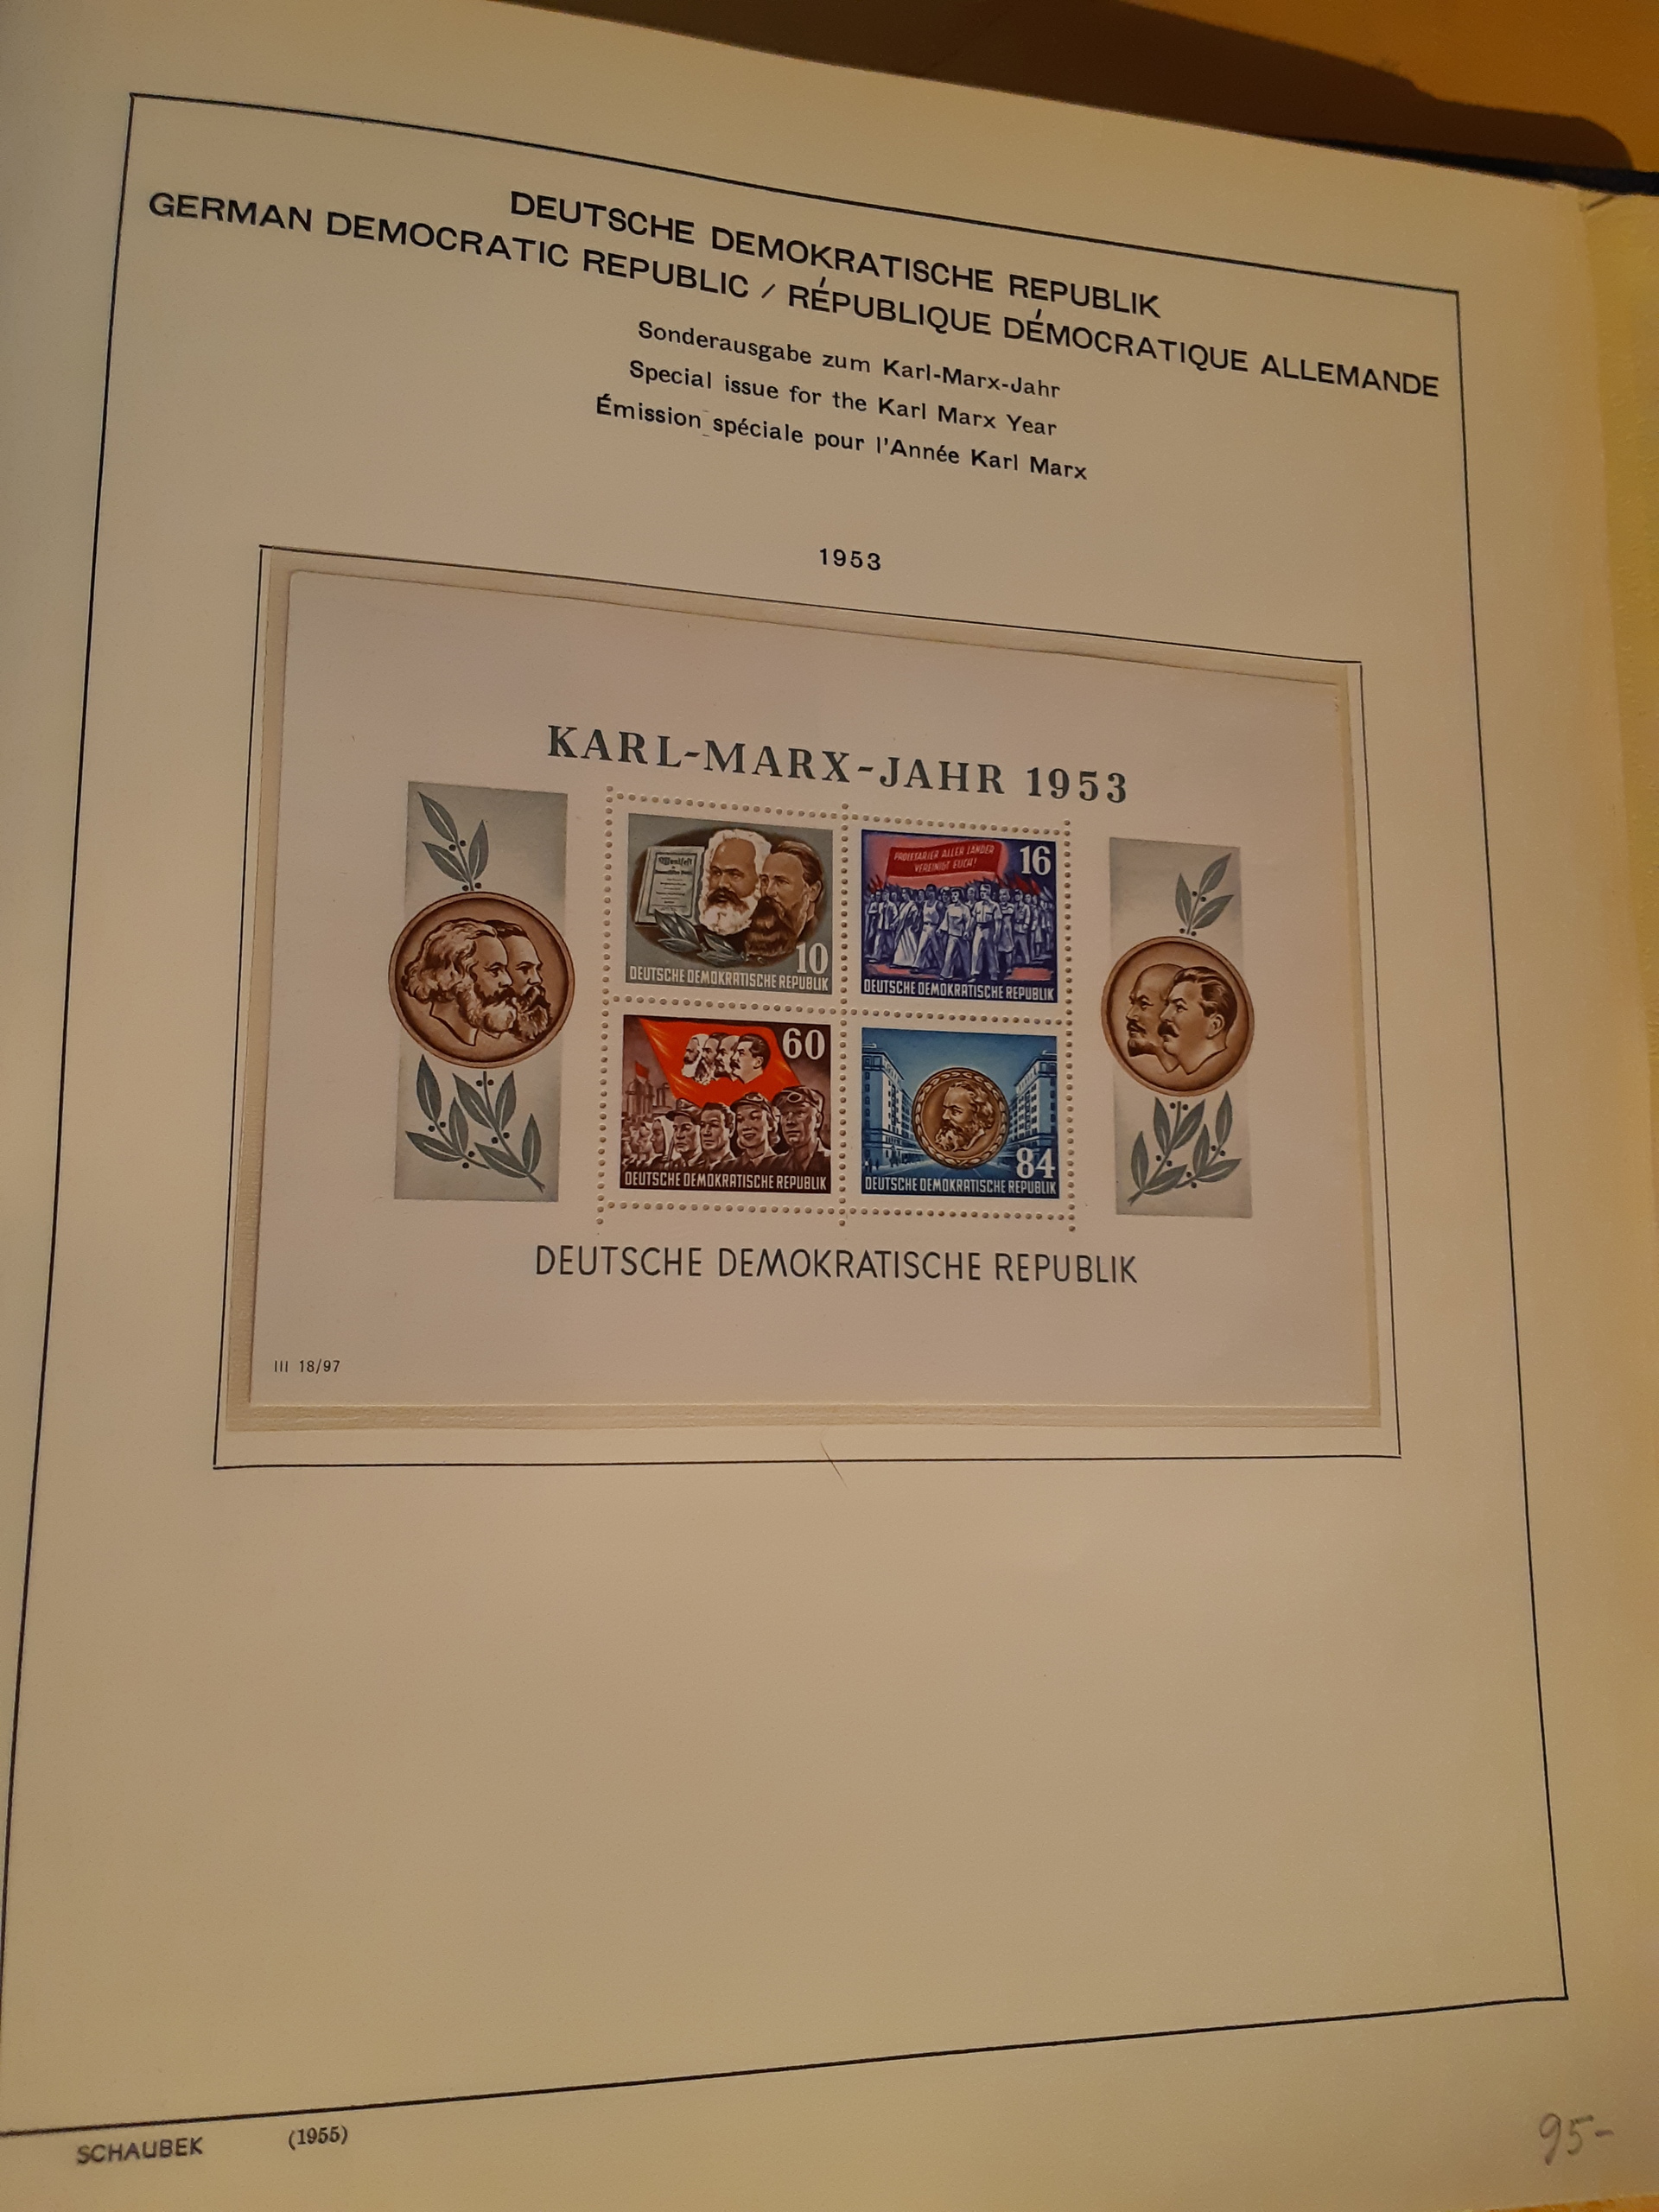 DEUTSCHE DEMOKRATISCHE REPUBLIK
GERMAN DEMOCRATIC REPUBLIC / RÉPUBLIQUE DÉMOCRATIQUE ALLEMANDE
Sonderausgabe zum Karl-Marx-Jahr
Special issue for the Karl Marx Year
Émission spéciale pour l'Année Karl Marx
1953
KARL-MARX-JAHR 1953
10
DEUTSCHE DEMOKRATISCHE REPUBLIK
PROLETARIER ALLER LÄNDER
VEREINIGT EUCH!
16
DEUTSCHE DEMOKRATISCHE REPUBLIK
60
DEUTSCHE DEMOKRATISCHE REPUBLIK
84
DEUTSCHE DEMOKRATISCHE REPUBLIK
DEUTSCHE DEMOKRATISCHE REPUBLIK
III 18/97
SCHAUBEK (1955)
95-